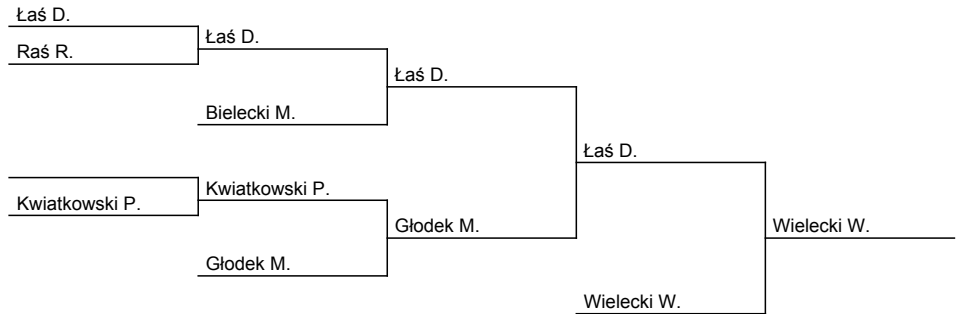 Łaś D.
Raś R.
Łaś D.
Bielecki M.
Łaś D.
Kwiatkowski P.
Kwiatkowski P.
Głodek M.
Głodek M.
Łaś D.
Wielecki W.
Wielecki W.